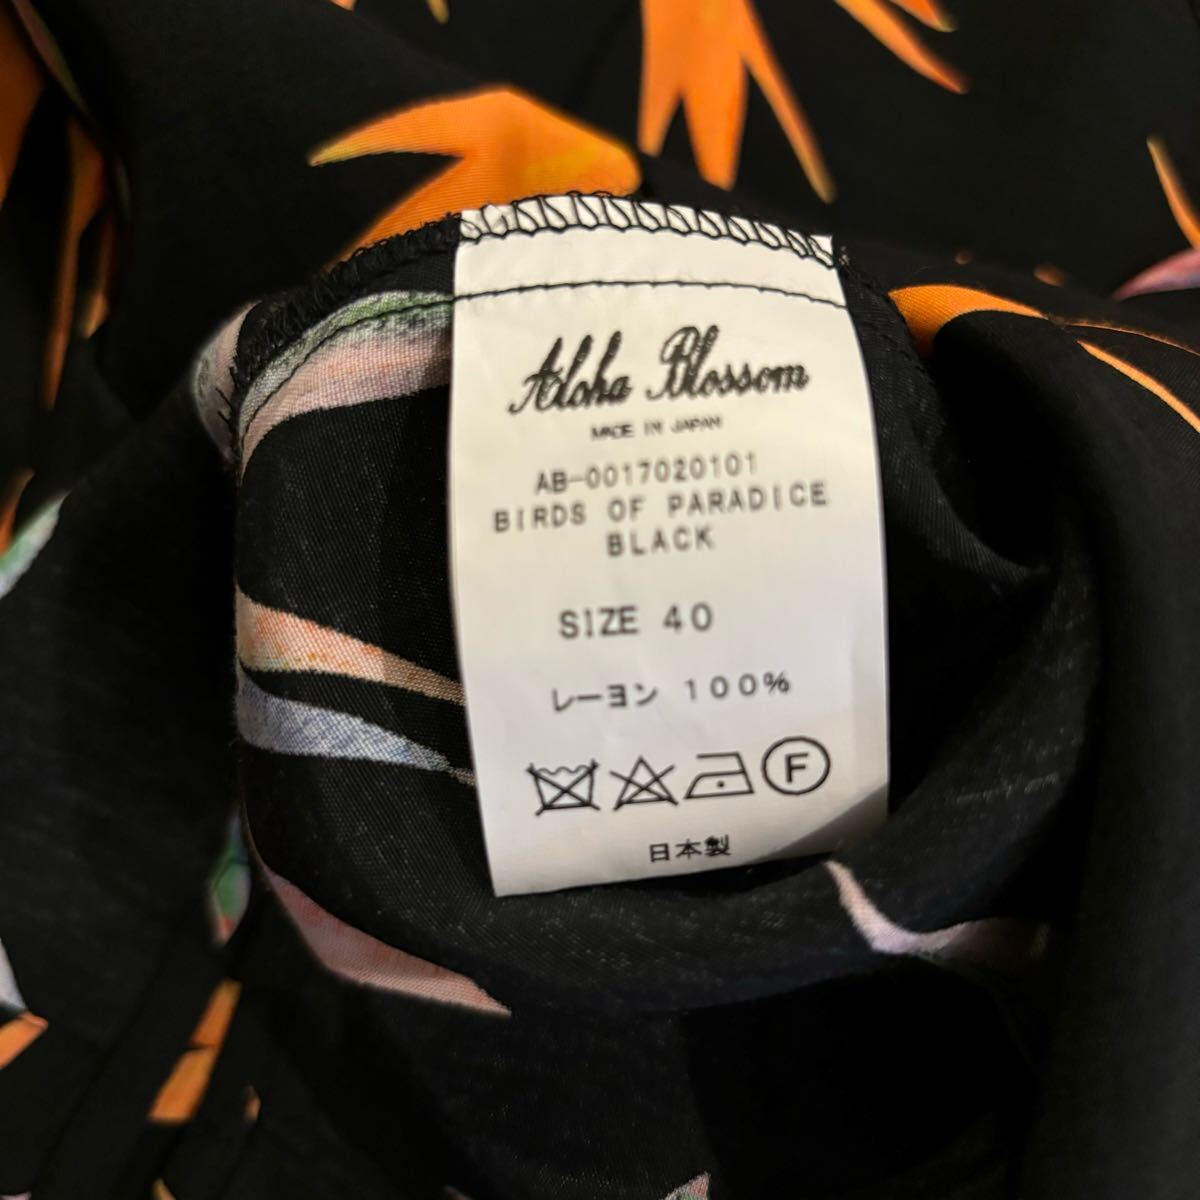 Aloha Blossom
MADE IN JAPAN
AB-0017020101
BIRDS OF PARADICE
BLACK
SIZE 40
レーヨン 100%
F
日本製